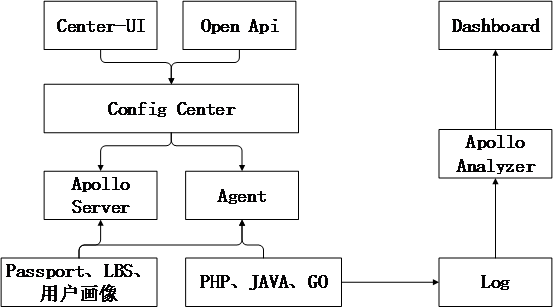 Center-UI
Open Api
Dashboard
Config Center
Apollo
Analyzer
Apollo
Server
Agent
Passport、LBS、
用户画像
PHP、JAVA、GO
Log